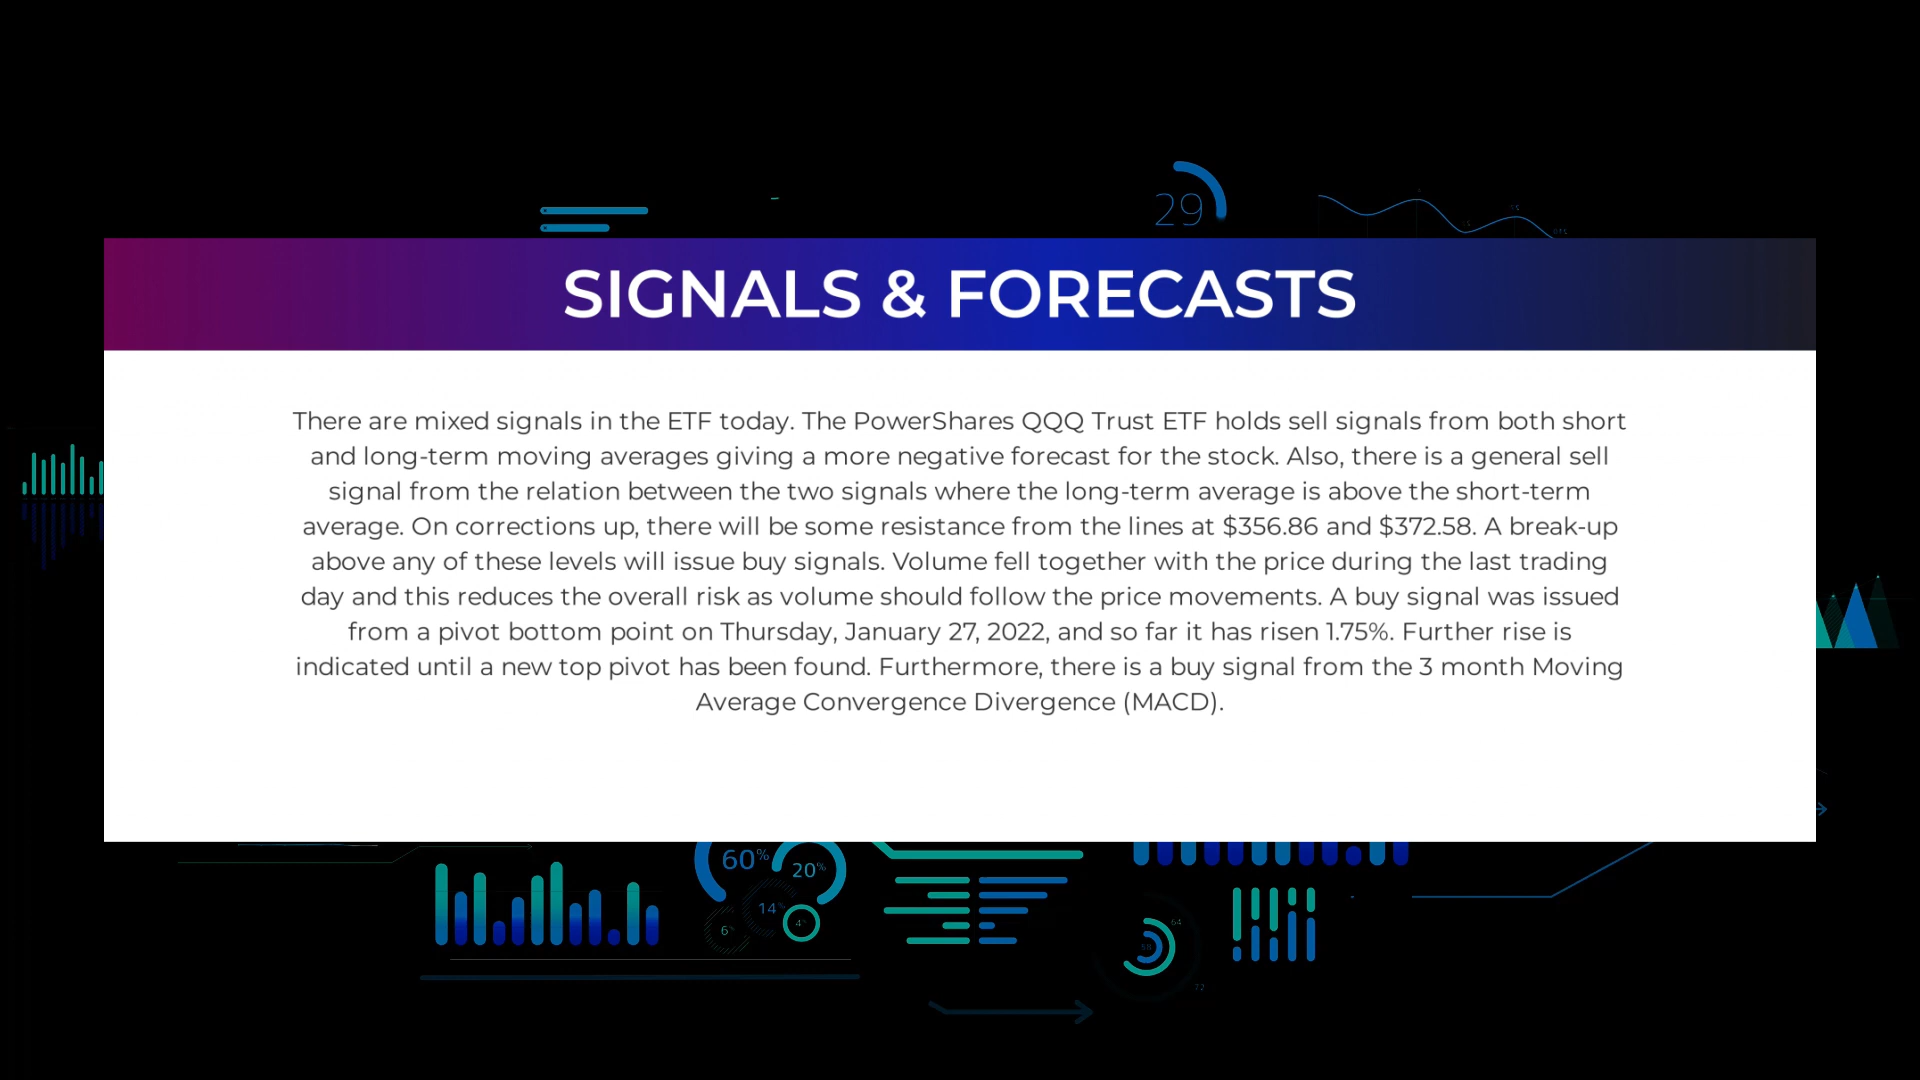 29
SIGNALS & FORECASTS
There are mixed signals in the ETF today. The PowerShares QQQ Trust ETF holds sell signals from both short
and long-term moving averages giving a more negative forecast for the stock. Also, there is a general sell
signal from the relation between the two signals where the long-term average is above the short-term
average. On corrections up, there will be some resistance from the lines at $356.86 and $372.58. A break-up
above any of these levels will issue buy signals. Volume fell together with the price during the last trading
day and this reduces the overall risk as volume should follow the price movements. A buy signal was issued
from a pivot bottom point on Thursday, January 27, 2022, and so far it has risen 1.75%. Further rise is
indicated until a new top pivot has been found. Furthermore, there is a buy signal from the 3 month Moving
Average Convergence Divergence (MACD).
60%
20%
14%
6%
4%
64
72